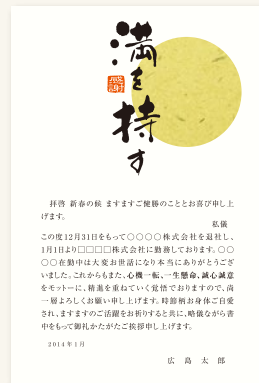 満を
持す
感謝
拝啓 新春の候 ますますご健勝のこととお喜び申し上
げます。
私儀
この度12月31日をもって〇〇〇〇株式会社を退社し、
1月1日より□□□□株式会社に勤務しております。〇〇
〇〇在勤中は大変お世話になり本当にありがとうござ
いました。これからもまた、心機一転、一生懸命、誠心誠意
をモットーに、精進を重ねていく覚悟でおりますので、尚
一層よろしくお願い申し上げます。時節柄お身体ご自愛
され、ますますのご活躍をお祈りすると共に、略儀ながら書
中をもって御礼かたがたご挨拶申し上げます。
2014年1月
広島 太郎